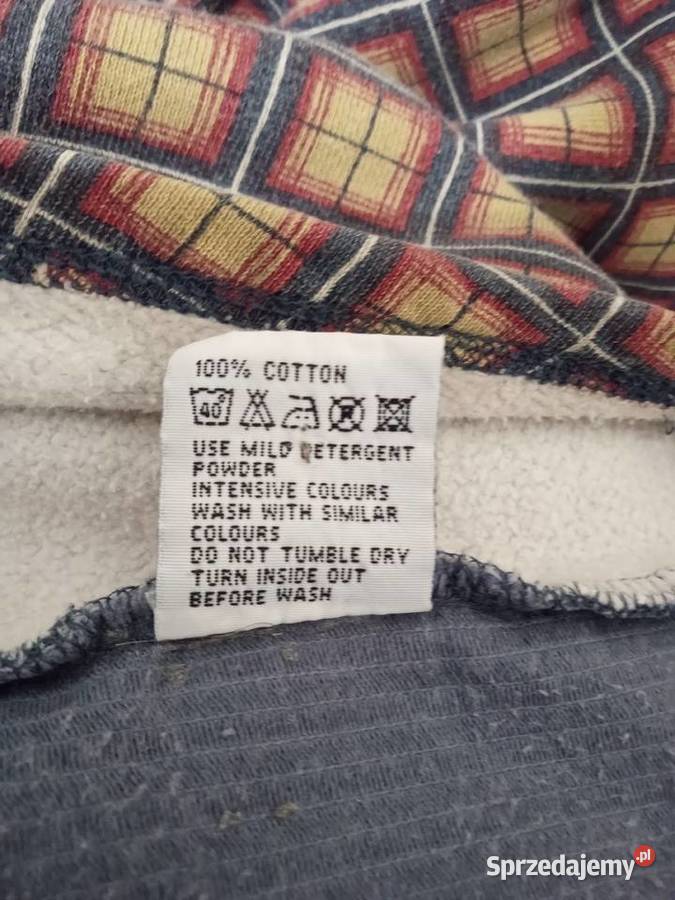 100% COTTON
40°
USE MILD DETERGENT
POWDER
INTENSIVE COLOURS
WASH WITH SIMILAR
COLOURS
DO NOT TUMBLE DRY
TURN INSIDE OUT
BEFORE WASH
Sprzedajemy.pl